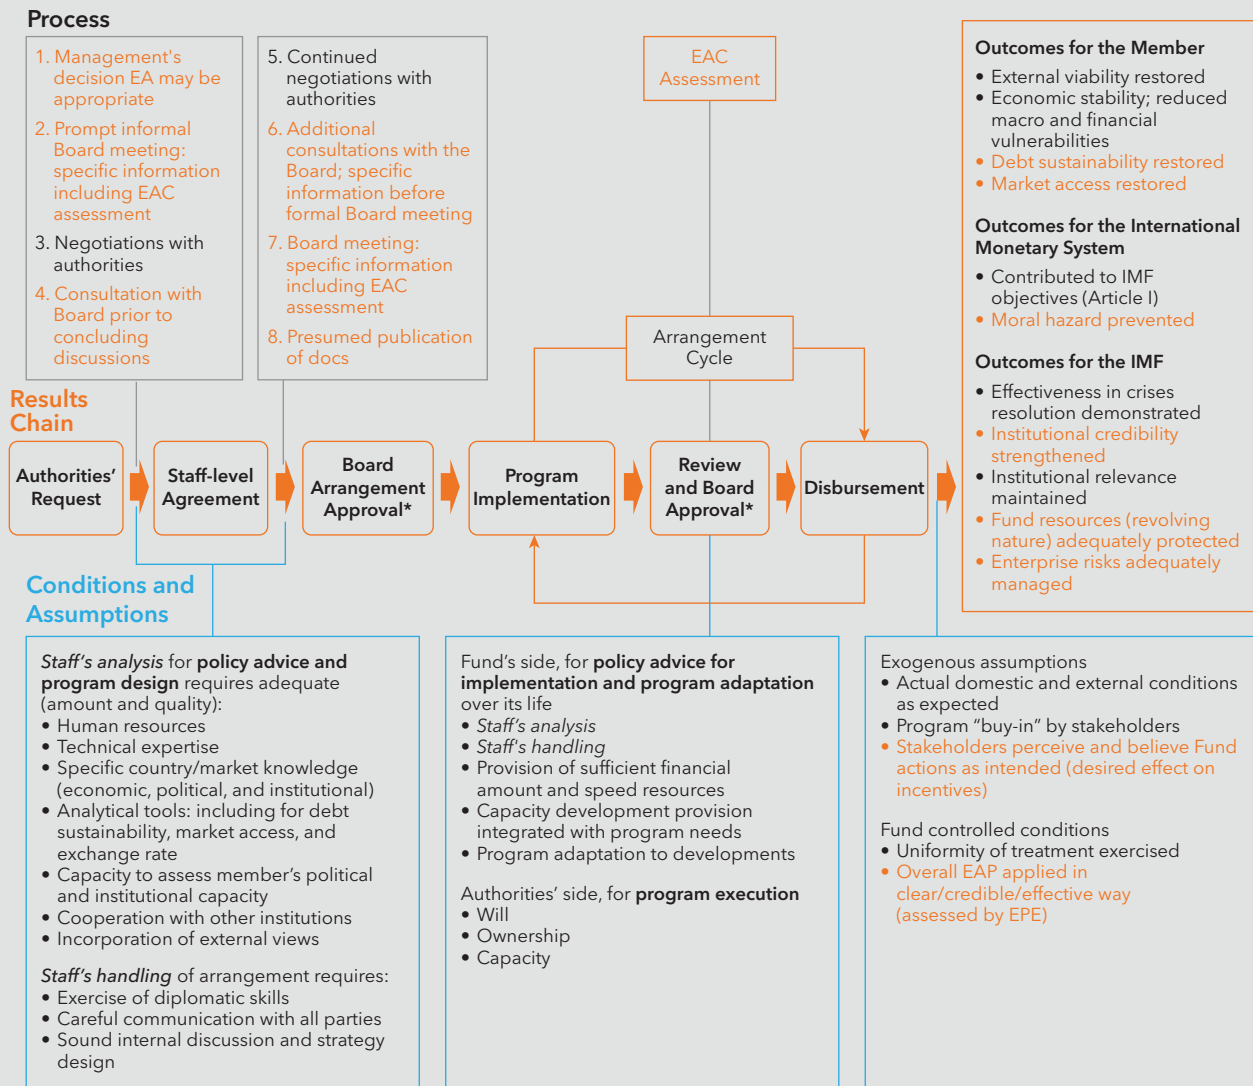 Process
1. Management's
decision EA may be
appropriate
2. Prompt informal
Board meeting:
specific information
including EAC
assessment
3. Negotiations with
authorities
4. Consultation with
Board prior to
concluding
discussions
5. Continued
negotiations with
authorities
6. Additional
consultations with the
Board; specific
information before
formal Board meeting
7. Board meeting:
specific information
including EAC
assessment
8. Presumed publication
of docs
EAC
Assessment
Arrangement
Cycle
Outcomes for the Member
• External viability restored
• Economic stability; reduced
macro and financial
vulnerabilities
• Debt sustainability restored
• Market access restored
Outcomes for the International
Monetary System
• Contributed to IMF
objectives (Article I)
• Moral hazard prevented
Outcomes for the IMF
• Effectiveness in crises
resolution demonstrated
• Institutional credibility
strengthened
• Institutional relevance
maintained
• Fund resources (revolving
nature) adequately protected
• Enterprise risks adequately
managed
Results
Chain
Authorities’
Request
Staff-level
Agreement
Board
Arrangement
Approval*
Program
Implementation
Review
and Board
Approval*
Disbursement
Conditions and
Assumptions
Staff’s analysis for policy advice and
program design requires adequate
(amount and quality):
• Human resources
• Technical expertise
• Specific country/market knowledge
(economic, political, and institutional)
• Analytical tools: including for debt
sustainability, market access, and
exchange rate
• Capacity to assess member’s political
and institutional capacity
• Cooperation with other institutions
• Incorporation of external views
Staff’s handling of arrangement requires:
• Exercise of diplomatic skills
• Careful communication with all parties
• Sound internal discussion and strategy
design
Fund’s side, for policy advice for
implementation and program adaptation
over its life
• Staff’s analysis
• Staff's handling
• Provision of sufficient financial
amount and speed resources
• Capacity development provision
integrated with program needs
• Program adaptation to developments
Authorities’ side, for program execution
• Will
• Ownership
• Capacity
Exogenous assumptions
• Actual domestic and external conditions
as expected
• Program “buy-in” by stakeholders
• Stakeholders perceive and believe Fund
actions as intended (desired effect on
incentives)
Fund controlled conditions
• Uniformity of treatment exercised
• Overall EAP applied in
clear/credible/effective way
(assessed by EPE)